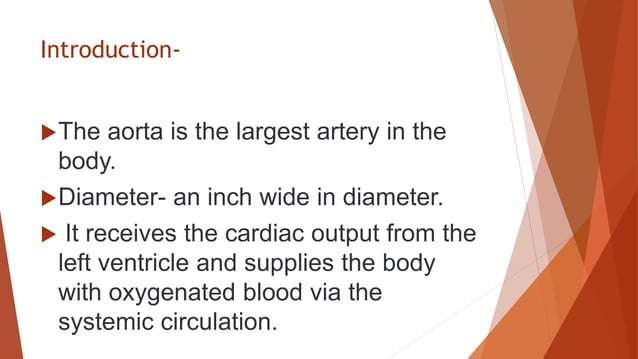 Introduction-
The aorta is the largest artery in the
body.
Diameter- an inch wide in diameter.
It receives the cardiac output from the
left ventricle and supplies the body
with oxygenated blood via the
systemic circulation.